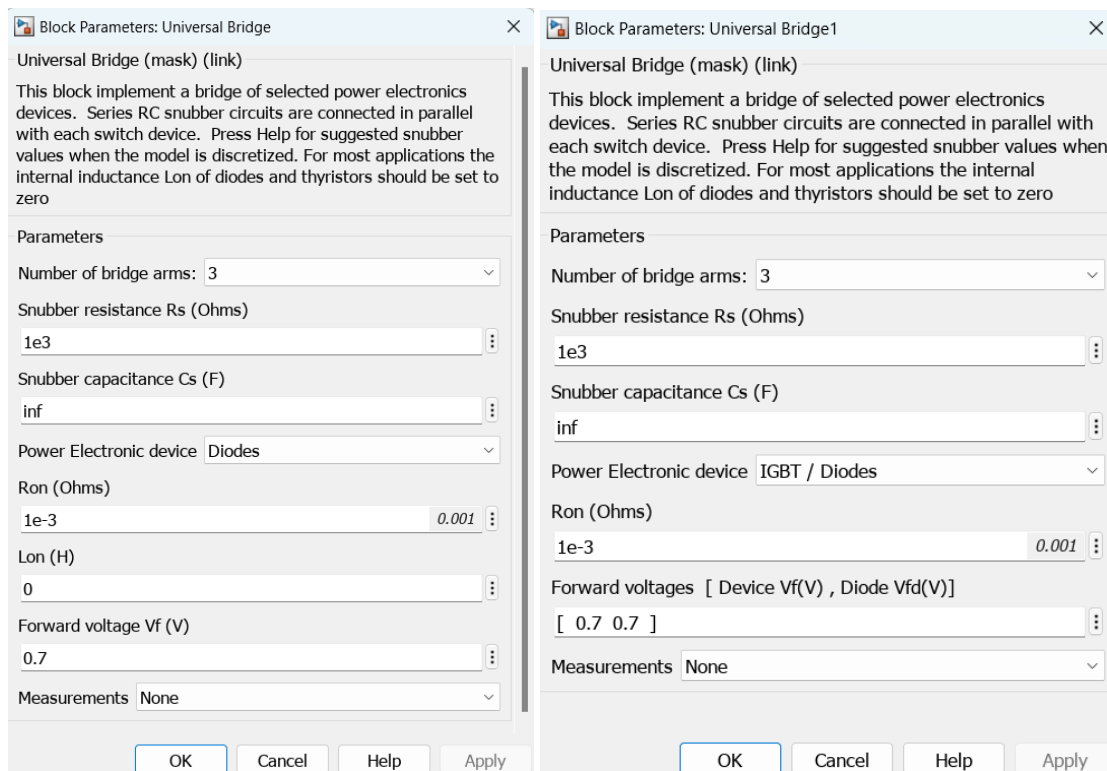 Block Parameters: Universal Bridge
Universal Bridge (mask) (link)
This block implement a bridge of selected power electronics
devices. Series RC snubber circuits are connected in parallel
with each switch device. Press Help for suggested snubber
values when the model is discretized. For most applications the
internal inductance Lon of diodes and thyristors should be set to
zero
Parameters
Number of bridge arms: 3
Snubber resistance Rs (Ohms)
1e3
Snubber capacitance Cs (F)
inf
Power Electronic device Diodes
Ron (Ohms)
1e-3 0.001
Lon (H)
0
Forward voltage Vf (V)
0.7
Measurements None
OK Cancel Help Apply
Block Parameters: Universal Bridge1
Universal Bridge (mask) (link)
This block implement a bridge of selected power electronics
devices. Series RC snubber circuits are connected in parallel with
each switch device. Press Help for suggested snubber values when
the model is discretized. For most applications the internal
inductance Lon of diodes and thyristors should be set to zero
Parameters
Number of bridge arms: 3
Snubber resistance Rs (Ohms)
1e3
Snubber capacitance Cs (F)
inf
Power Electronic device IGBT / Diodes
Ron (Ohms)
1e-3 0.001
Forward voltages [ Device Vf(V) , Diode Vfd(V)]
[ 0.7 0.7 ]
Measurements None
OK Cancel Help Apply